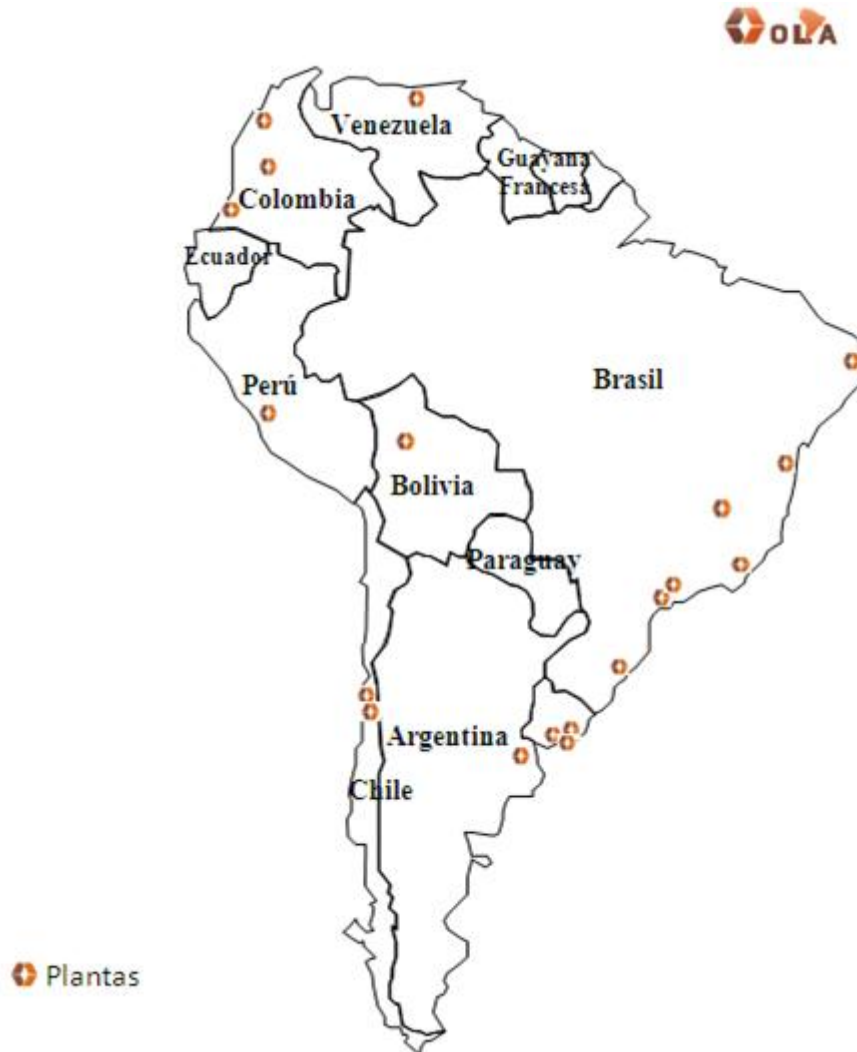 OLA
Venezuela
Guayana
Francesa
Colombia
Ecuador
Perú
Brasil
Bolivia
Paraguay
Argentina
Chile
Plantas